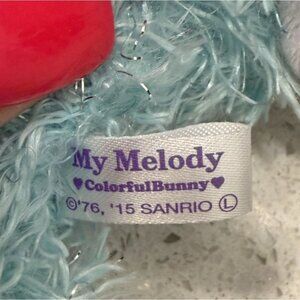 My Melody
♥ColorfulBunny♥
©'76, '15 SANRIO Ⓛ